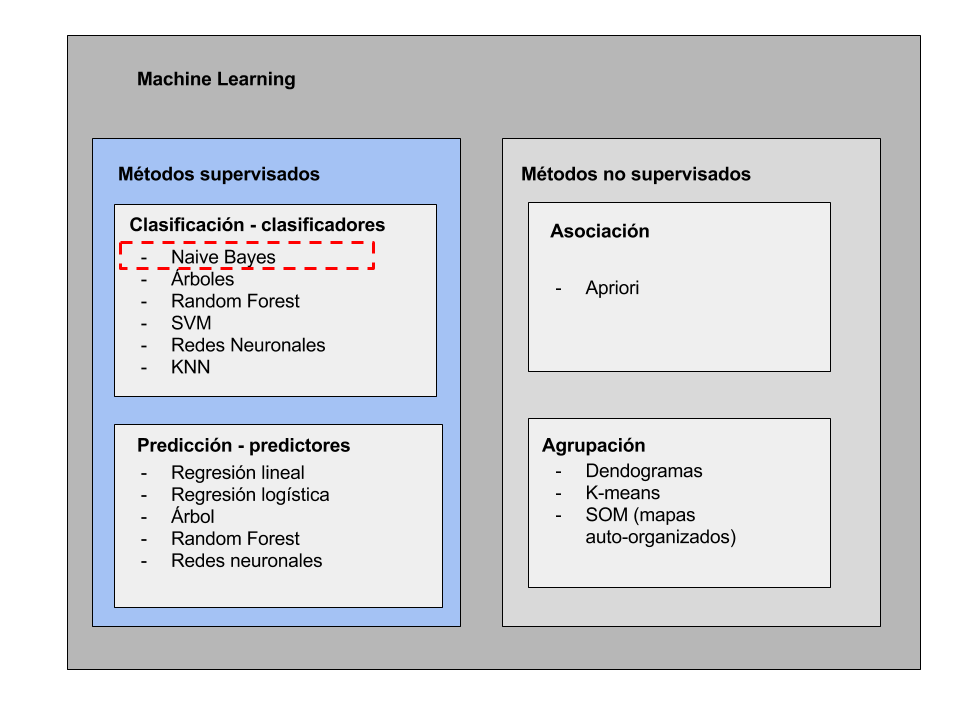 Machine Learning
Métodos supervisados
Clasificación - clasificadores
- Naive Bayes
- Árboles
- Random Forest
- SVM
- Redes Neuronales
- KNN
Predicción - predictores
- Regresión lineal
- Regresión logística
- Árbol
- Random Forest
- Redes neuronales
Métodos no supervisados
Asociación
- Apriori
Agrupación
- Dendogramas
- K-means
- SOM (mapas
auto-organizados)